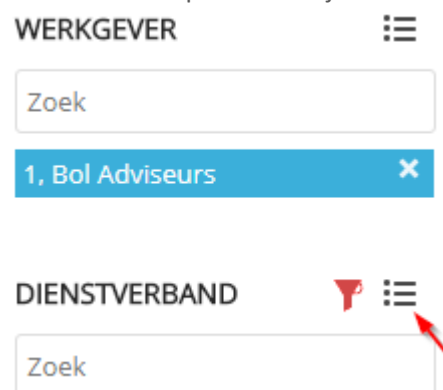 WERKGEVER
Zoek
1, Bol Adviseurs
DIENSTVERBAND
Zoek